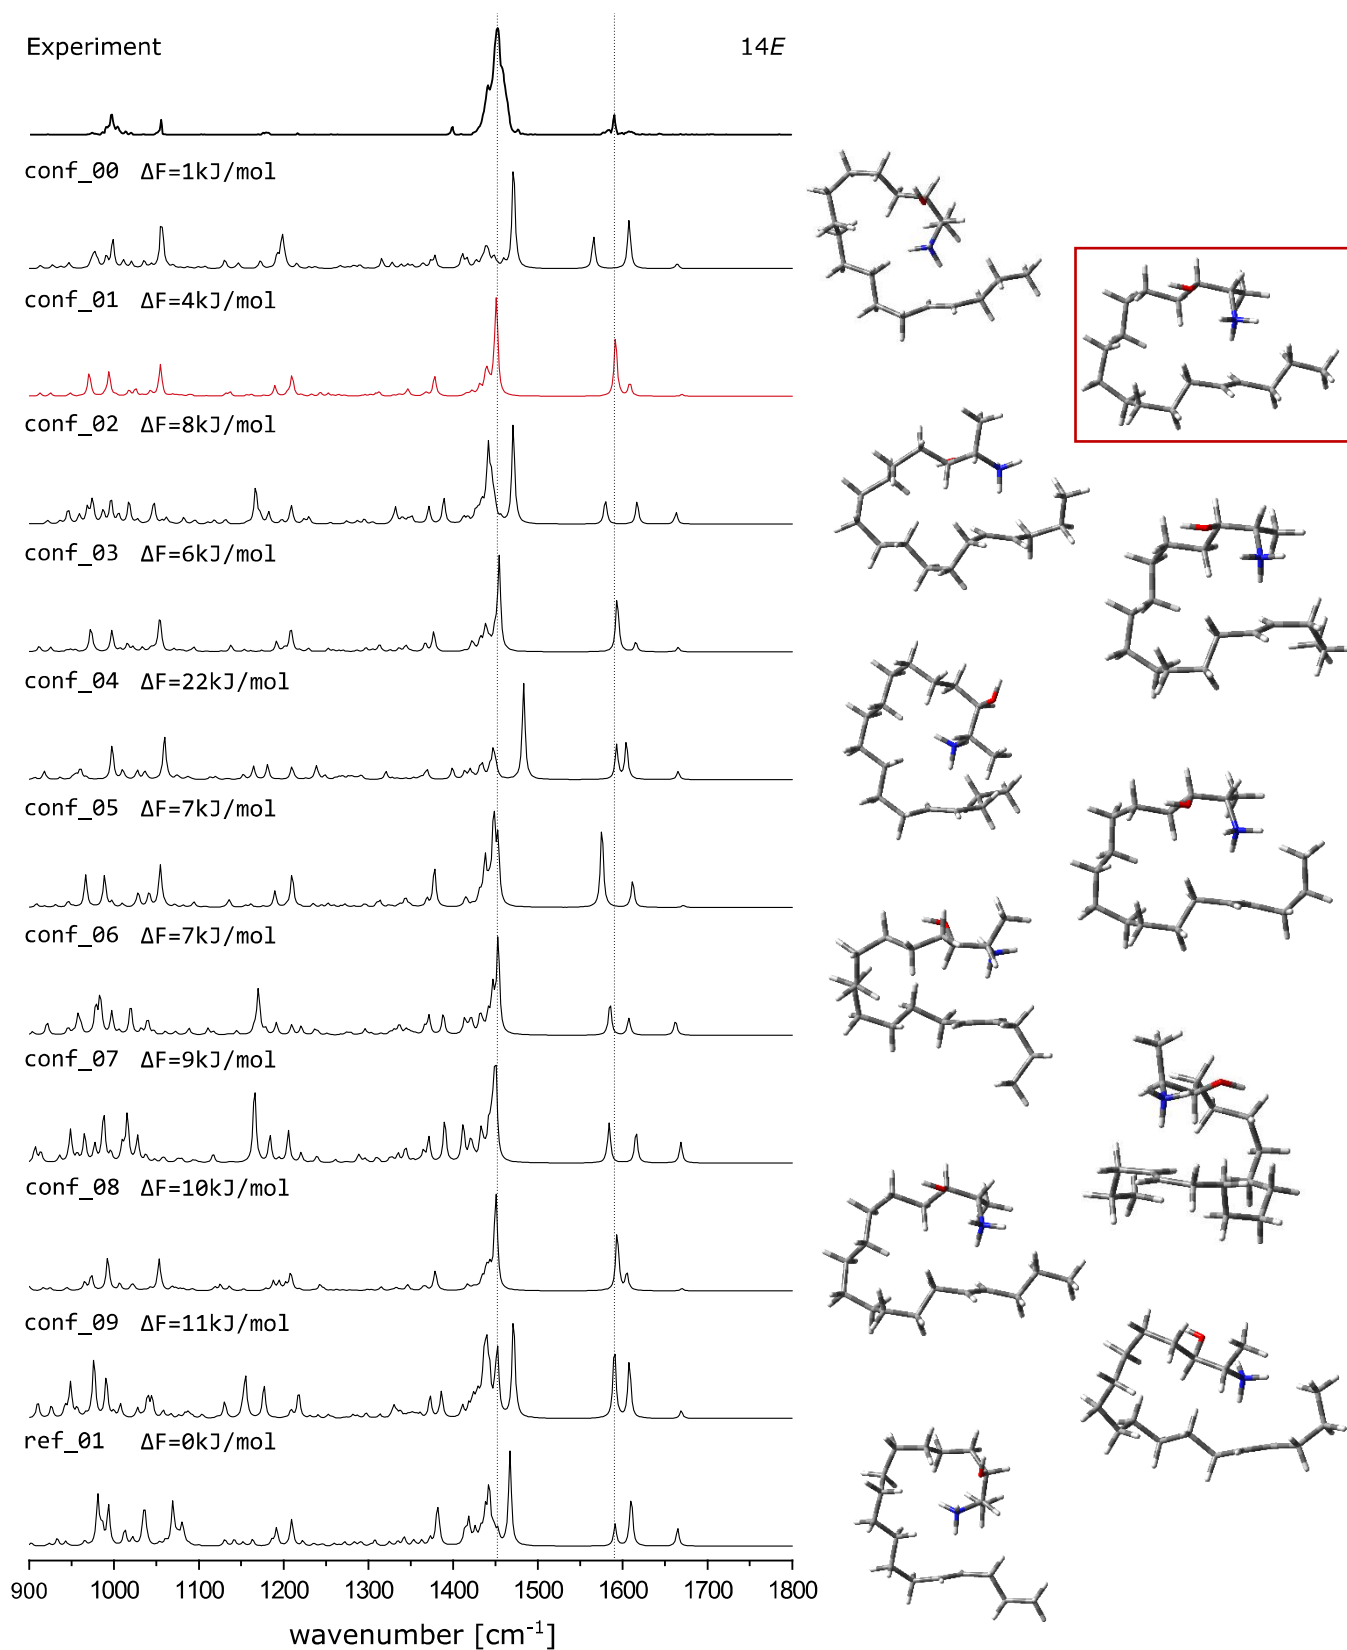 Experiment 14E
conf_00 ΔF=1kJ/mol
conf_01 ΔF=4kJ/mol
conf_02 ΔF=8kJ/mol
conf_03 ΔF=6kJ/mol
conf_04 ΔF=22kJ/mol
conf_05 ΔF=7kJ/mol
conf_06 ΔF=7kJ/mol
conf_07 ΔF=9kJ/mol
conf_08 ΔF=10kJ/mol
conf_09 ΔF=11kJ/mol
ref_01 ΔF=0kJ/mol
900 1000 1100 1200 1300 1400 1500 1600 1700 1800
wavenumber [cm⁻¹]